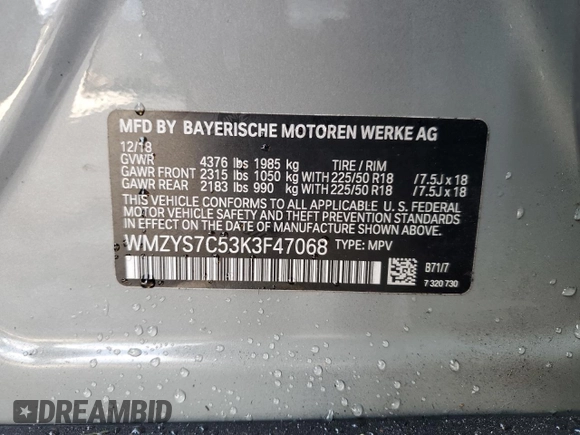 MFD BY BAYERISCHE MOTOREN WERKE AG
12/18
GVWR 4376 lbs 1985 kg TIRE / RIM
GAWR FRONT 2315 lbs 1050 kg WITH 225/50 R18 / 7.5J x 18
GAWR REAR 2183 lbs 990 kg WITH 225/50 R18 / 7.5J x 18
THIS VEHICLE CONFORMS TO ALL APPLICABLE U. S. FEDERAL
MOTOR VEHICLE SAFETY STANDARDS
IN EFFECT ON THE DATE OF MANUFACTURE SHOWN ABOVE.
WMZYS7C53K3F47068 TYPE: MPV
B71/7
7 320 730
DREAMBID